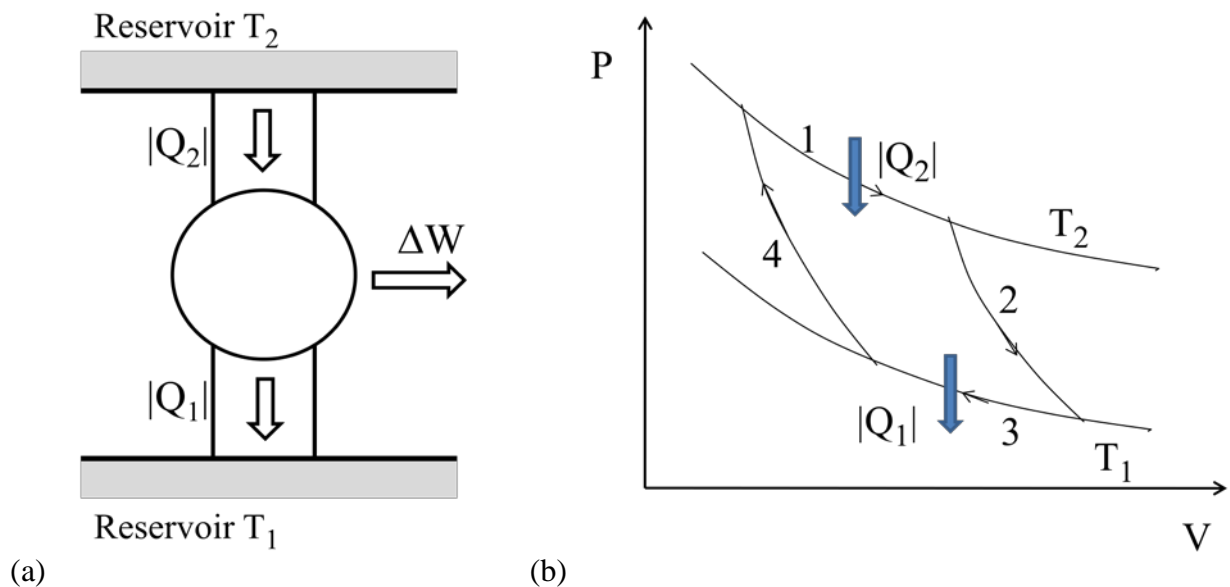 Reservoir T₂
|Q₂|
ΔW
|Q₁|
Reservoir T₁
(a)
P
1
|Q₂|
T₂
4
2
|Q₁|
3
T₁
V
(b)